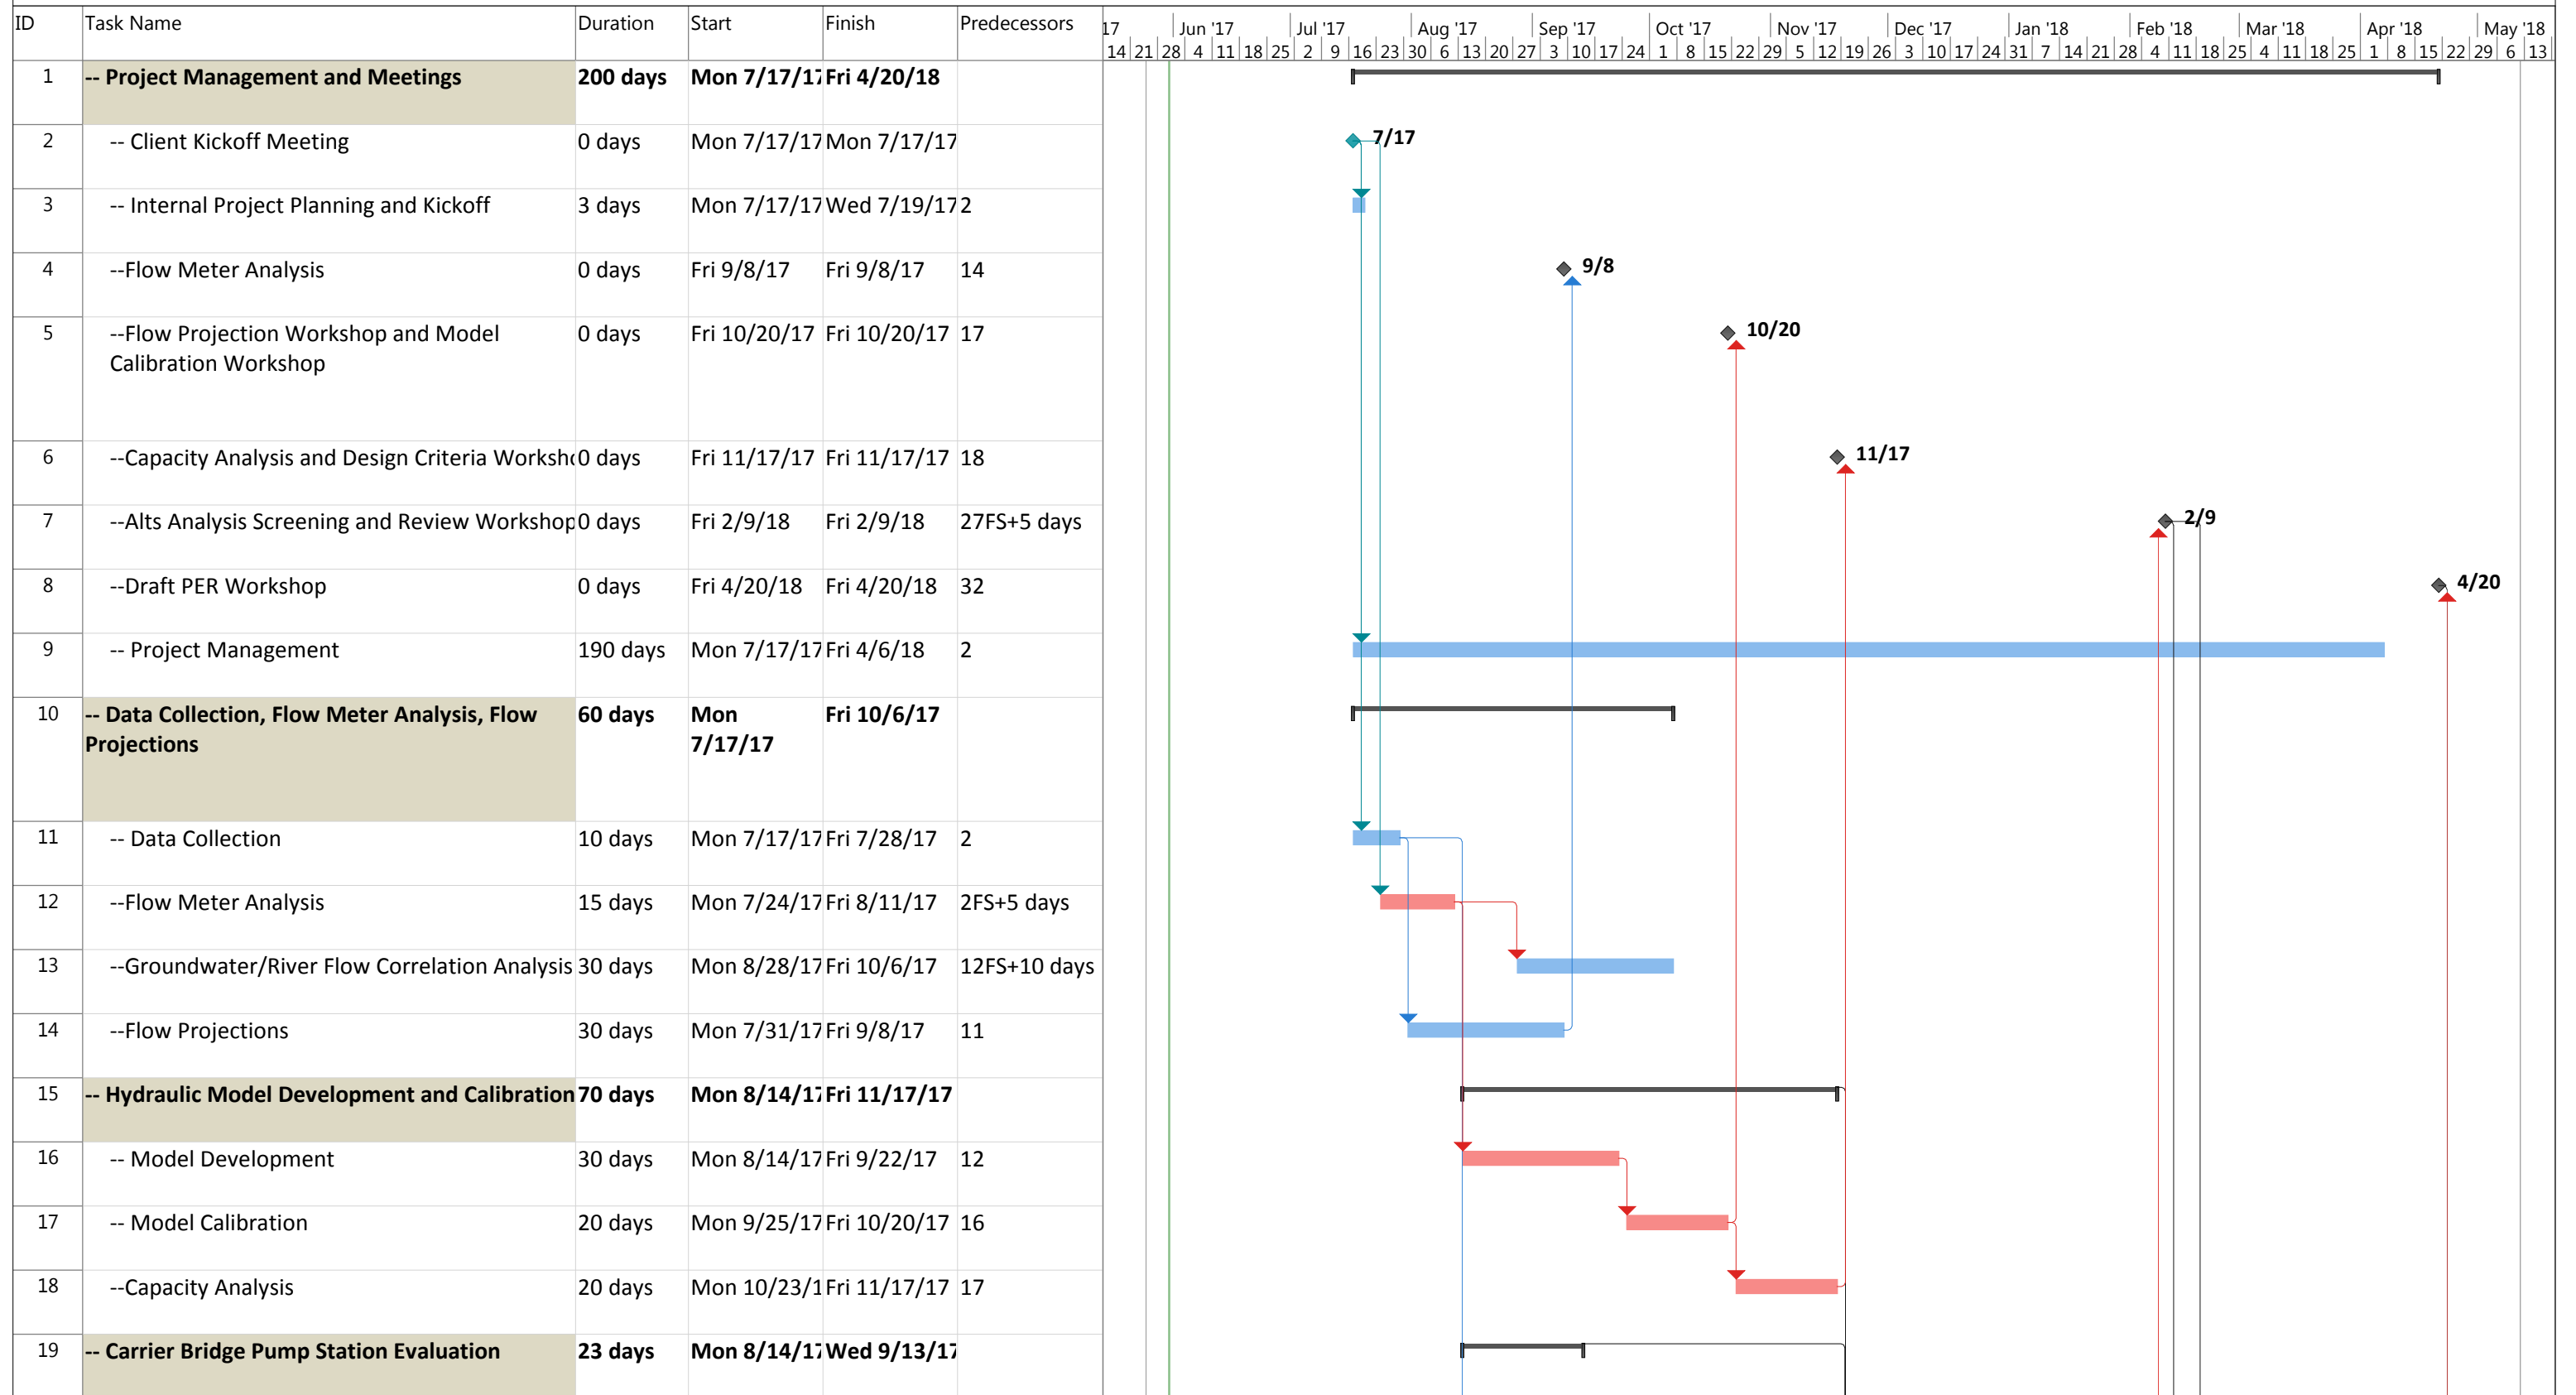 ID Task Name Duration Start Finish Predecessors
17 Jun '17 Jul '17 Aug '17 Sep '17 Oct '17 Nov '17 Dec '17 Jan '18 Feb '18 Mar '18 Apr '18 May '18
14 21 28 4 11 18 25 2 9 16 23 30 6 13 20 27 3 10 17 24 1 8 15 22 29 5 12 19 26 3 10 17 24 31 7 14 21 28 4 11 18 25 4 11 18 25 1 8 15 22 29 6 13
1 -- Project Management and Meetings 200 days Mon 7/17/17 Fri 4/20/18
2 -- Client Kickoff Meeting 0 days Mon 7/17/17 Mon 7/17/17 7/17
3 -- Internal Project Planning and Kickoff 3 days Mon 7/17/17 Wed 7/19/17 2
4 --Flow Meter Analysis 0 days Fri 9/8/17 Fri 9/8/17 14 9/8
5 --Flow Projection Workshop and Model 0 days Fri 10/20/17 Fri 10/20/17 17 10/20
Calibration Workshop
6 --Capacity Analysis and Design Criteria Worksho 0 days Fri 11/17/17 Fri 11/17/17 18 11/17
7 --Alts Analysis Screening and Review Workshop 0 days Fri 2/9/18 Fri 2/9/18 27FS+5 days 2/9
8 --Draft PER Workshop 0 days Fri 4/20/18 Fri 4/20/18 32 4/20
9 -- Project Management 190 days Mon 7/17/17 Fri 4/6/18 2
10 -- Data Collection, Flow Meter Analysis, Flow 60 days Mon Fri 10/6/17
Projections 7/17/17
11 -- Data Collection 10 days Mon 7/17/17 Fri 7/28/17 2
12 --Flow Meter Analysis 15 days Mon 7/24/17 Fri 8/11/17 2FS+5 days
13 --Groundwater/River Flow Correlation Analysis 30 days Mon 8/28/17 Fri 10/6/17 12FS+10 days
14 --Flow Projections 30 days Mon 7/31/17 Fri 9/8/17 11
15 -- Hydraulic Model Development and Calibration 70 days Mon 8/14/17 Fri 11/17/17
16 -- Model Development 30 days Mon 8/14/17 Fri 9/22/17 12
17 -- Model Calibration 20 days Mon 9/25/17 Fri 10/20/17 16
18 --Capacity Analysis 20 days Mon 10/23/1 Fri 11/17/17 17
19 -- Carrier Bridge Pump Station Evaluation 23 days Mon 8/14/17 Wed 9/13/17